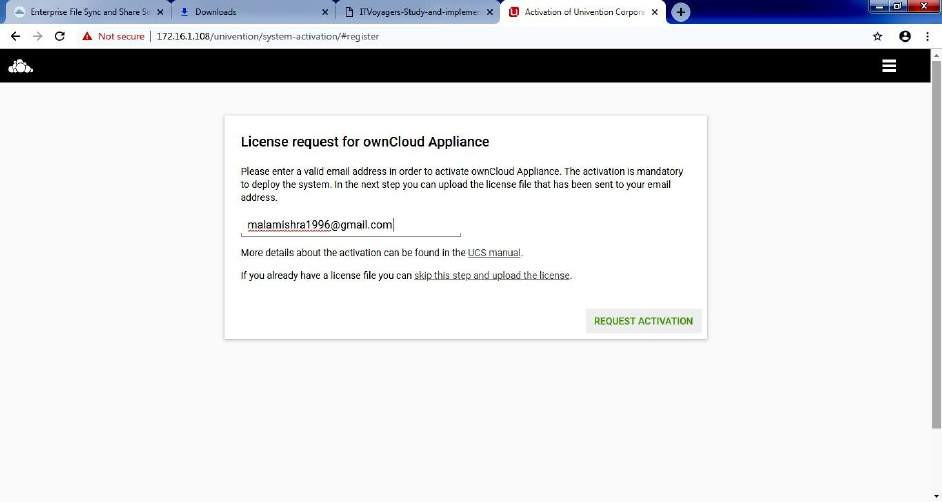 Enterprise File Sync and Share So
Downloads
ITVoyagers-Study-and-impleme
Activation of Univention Corpora
Not secure
172.16.1.108/univention/system-activation/#register
License request for ownCloud Appliance
Please enter a valid email address in order to activate ownCloud Appliance. The activation is mandatory
to deploy the system. In the next step you can upload the license file that has been sent to your email
address.
malamishra1996@gmail.com
More details about the activation can be found in the UCS manual.
If you already have a license file you can skip this step and upload the license.
REQUEST ACTIVATION